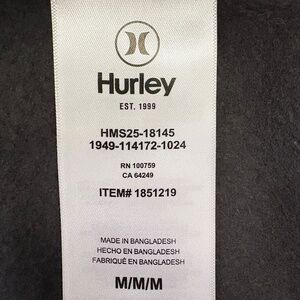 Hurley
EST. 1999
HMS25-18145
1949-114172-1024
RN 100759
CA 64249
ITEM# 1851219
MADE IN BANGLADESH
HECHO EN BANGLADESH
FABRIQUÉ EN BANGLADESH
M/M/M